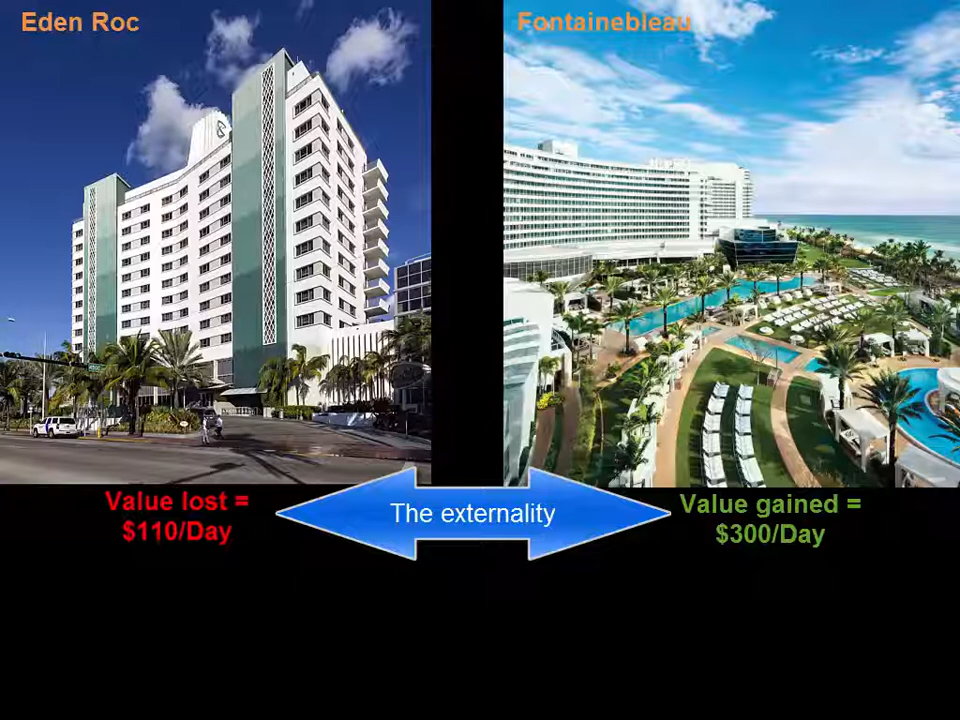 Eden Roc
Fontainebleau
Value lost =
$110/Day
The externality
Value gained =
$300/Day